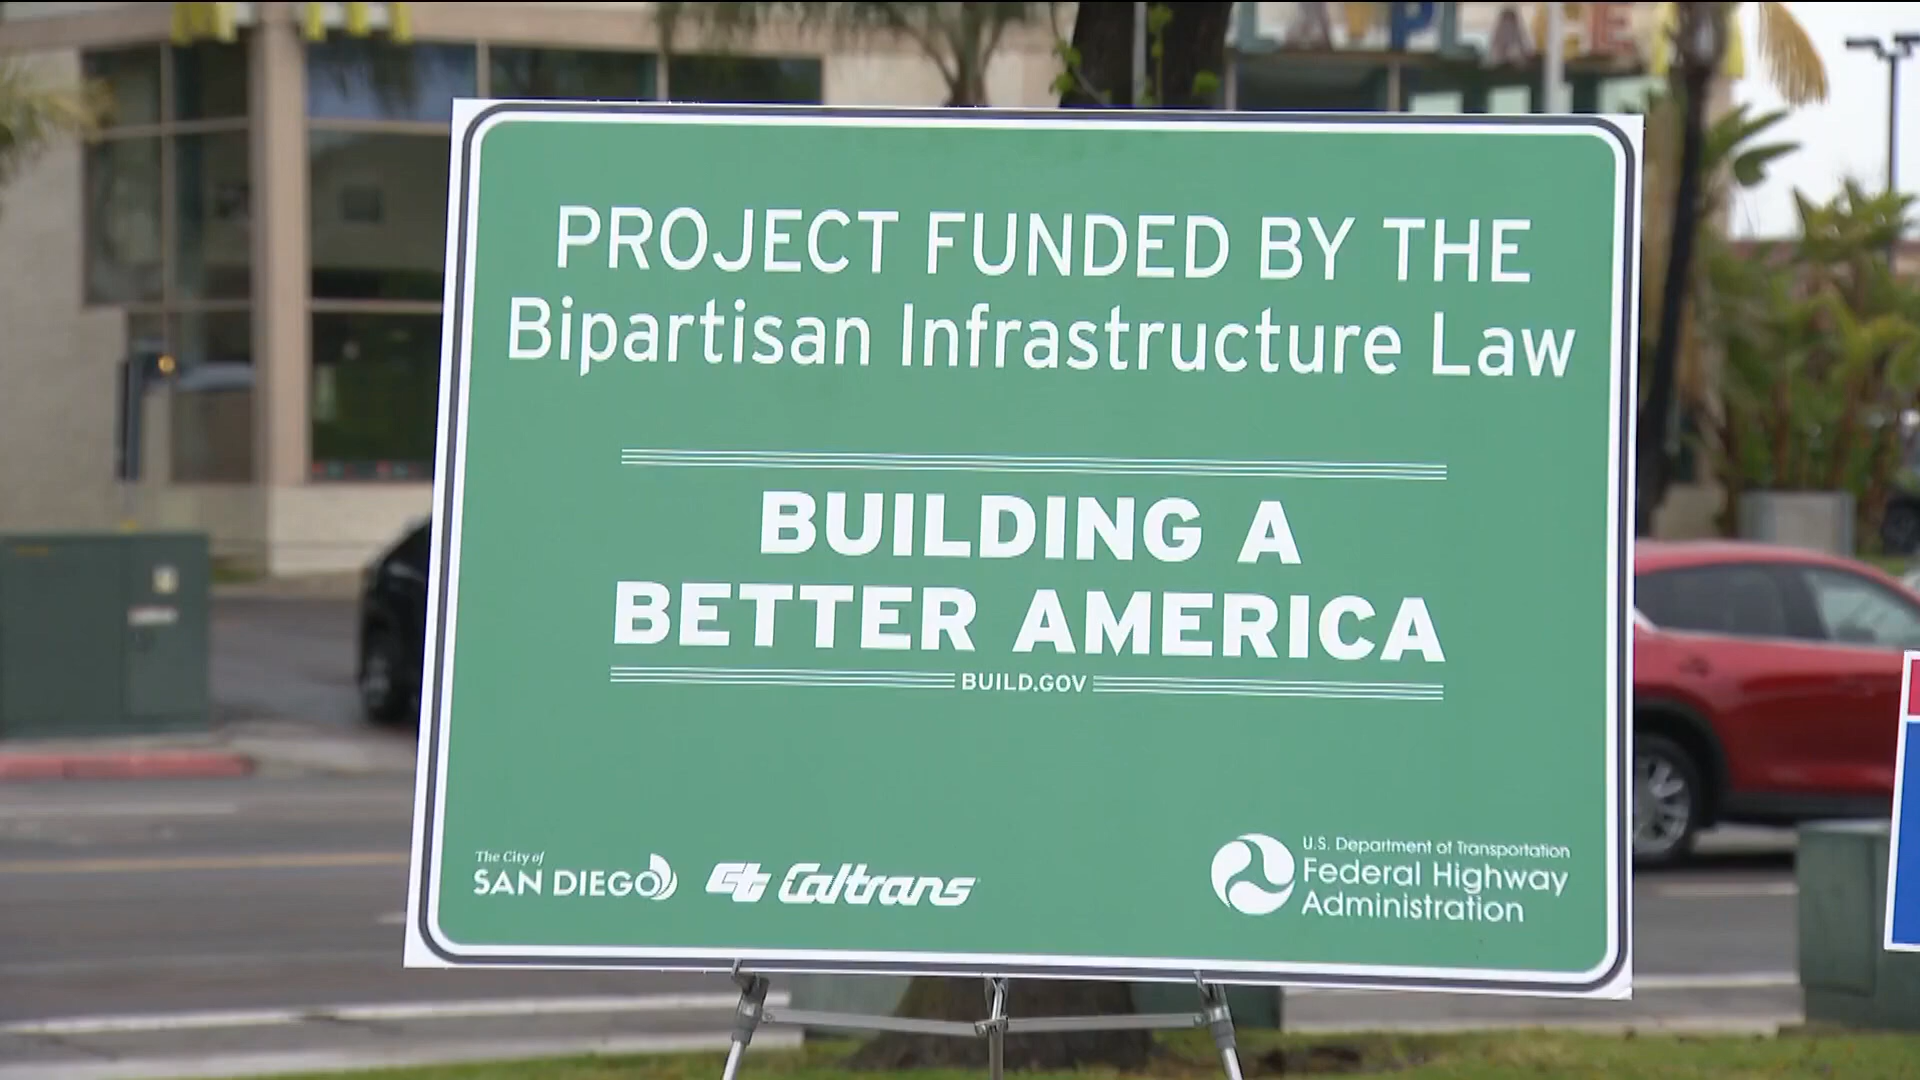 PROJECT FUNDED BY THE
Bipartisan Infrastructure Law
BUILDING A
BETTER AMERICA
BUILD.GOV
The City of
SAN DIEGO
Caltrans
U.S. Department of Transportation
Federal Highway
Administration